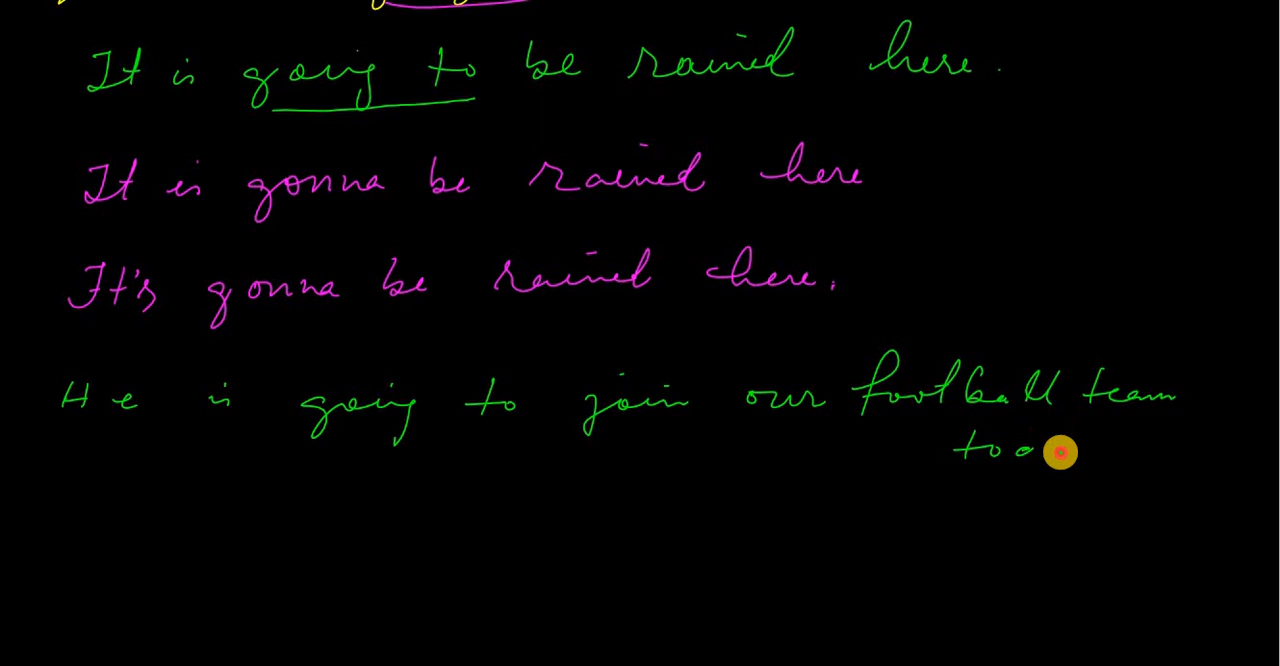 It is going to be rained here.
It is gonna be rained here
It's gonna be rained here.
He is going to join our football team